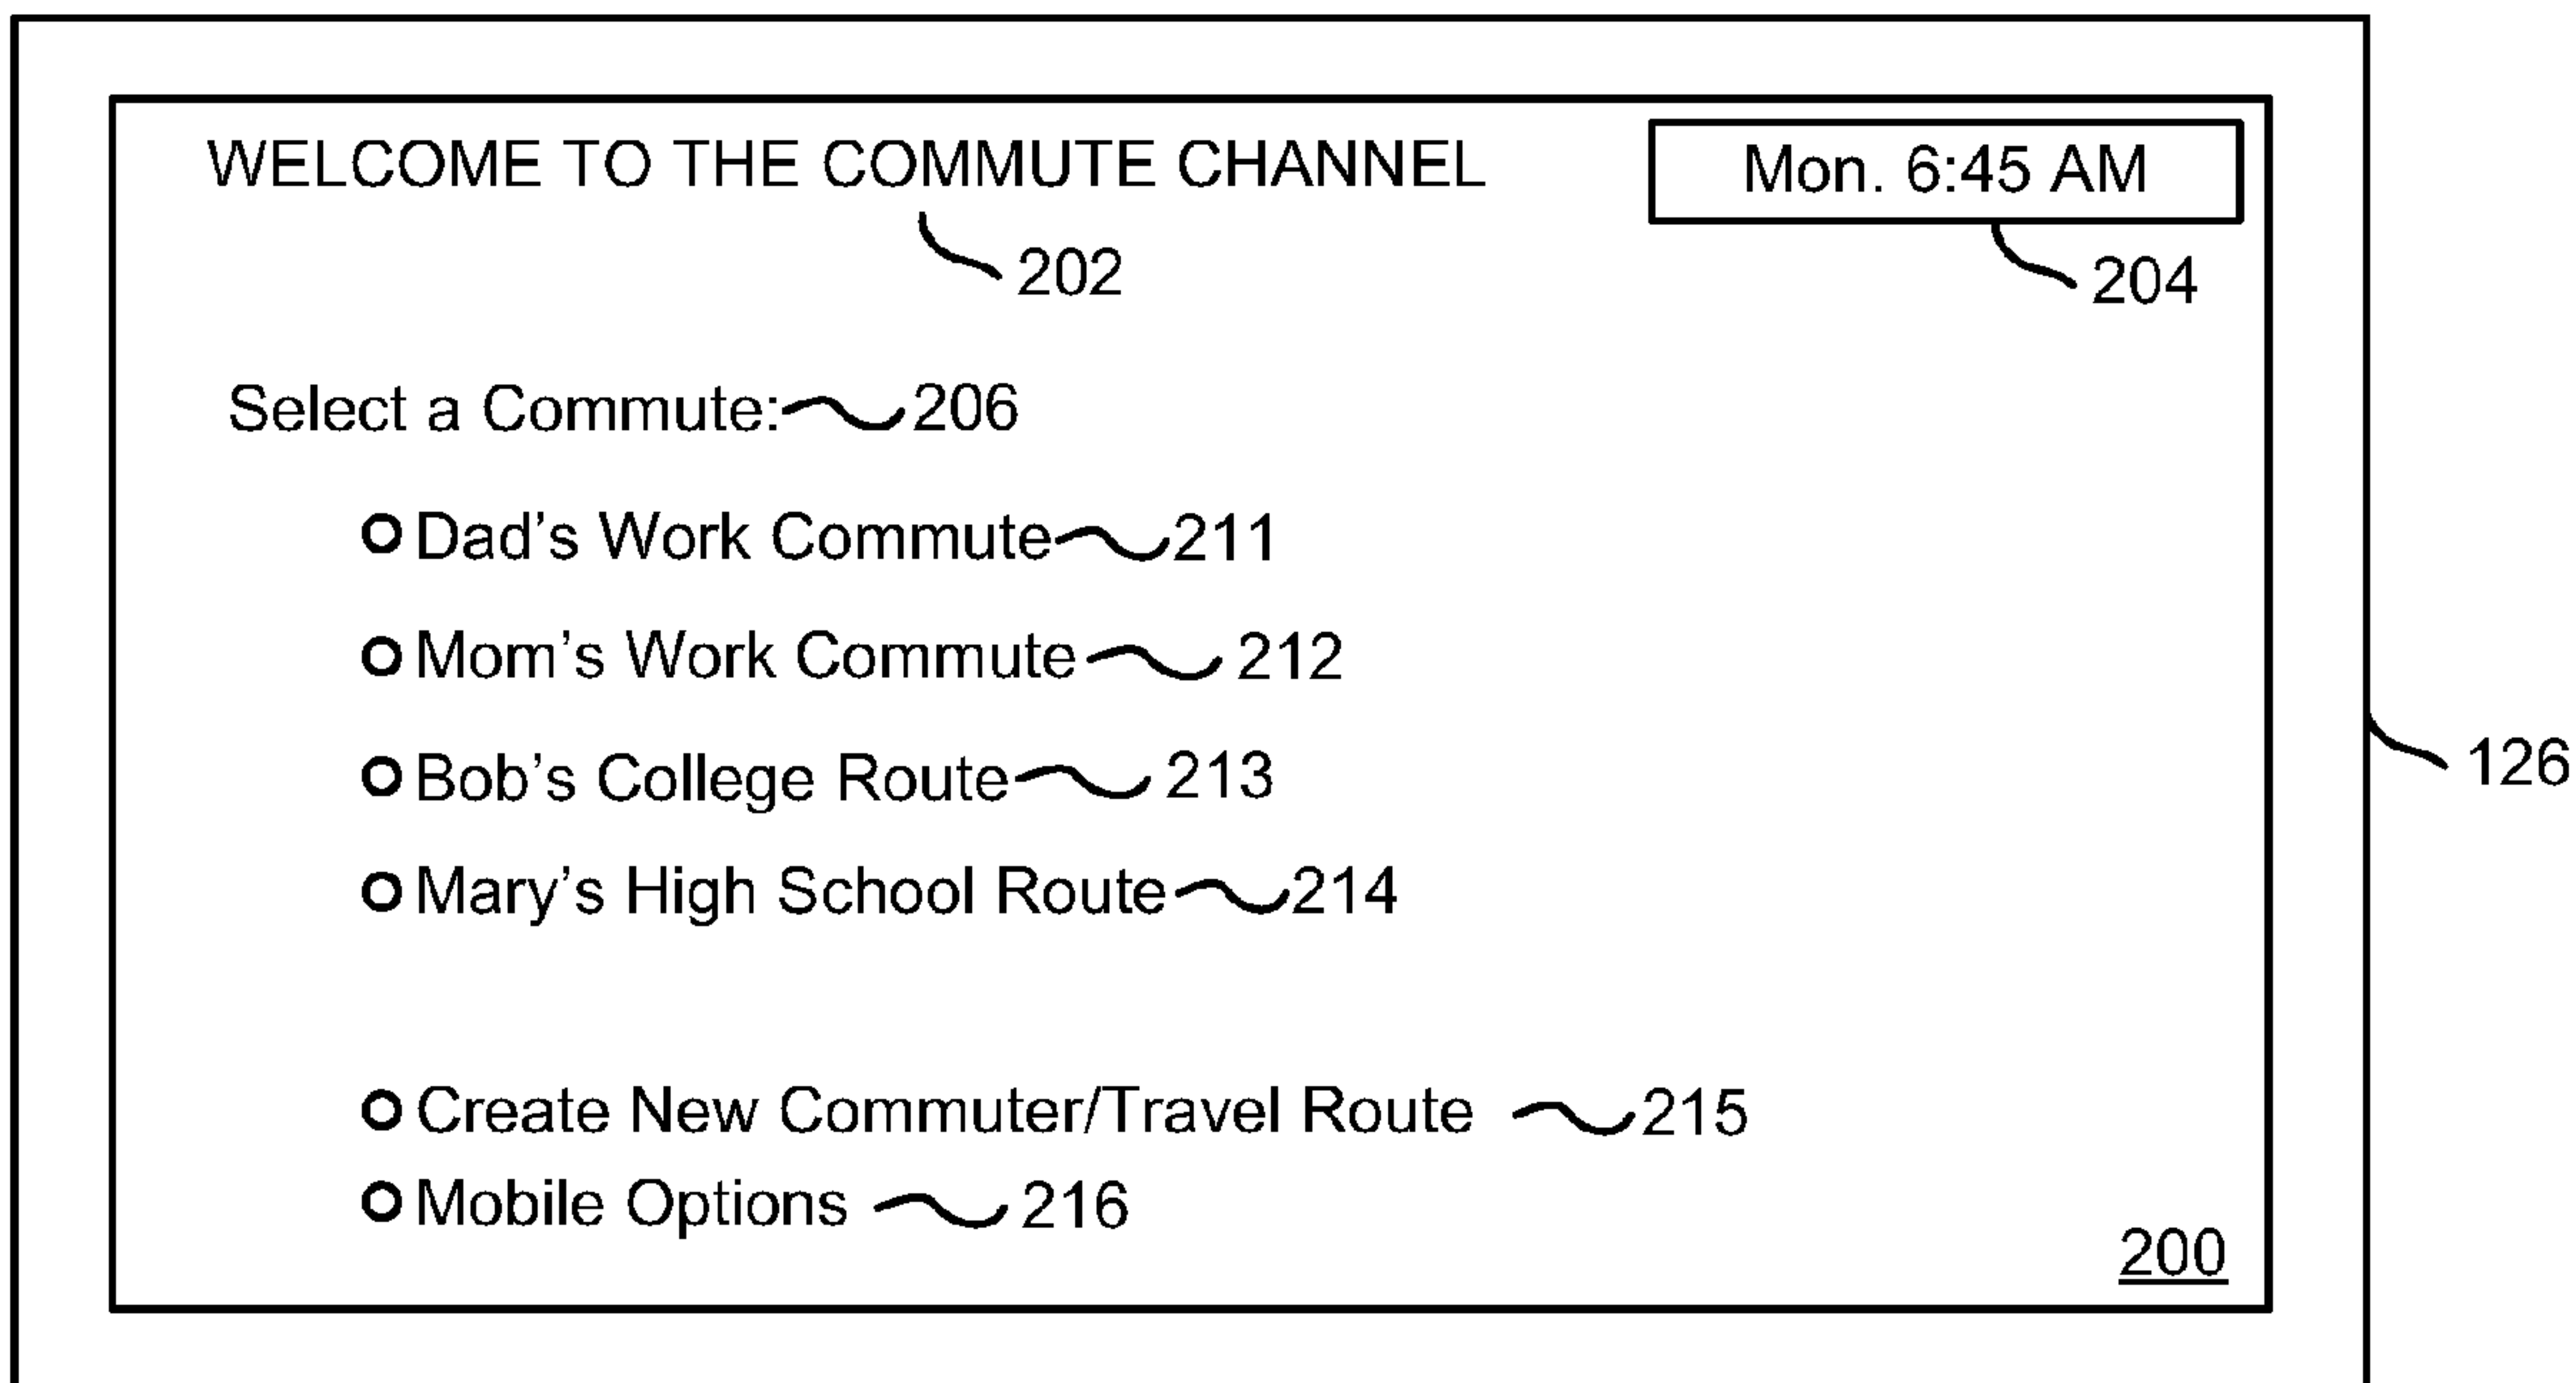 WELCOME TO THE COMMUTE CHANNEL Mon. 6:45 AM
202 204
Select a Commute: 206
Dad's Work Commute 211
Mom's Work Commute 212
Bob's College Route 213
126
Mary's High School Route 214
Create New Commuter/Travel Route 215
Mobile Options 216
200